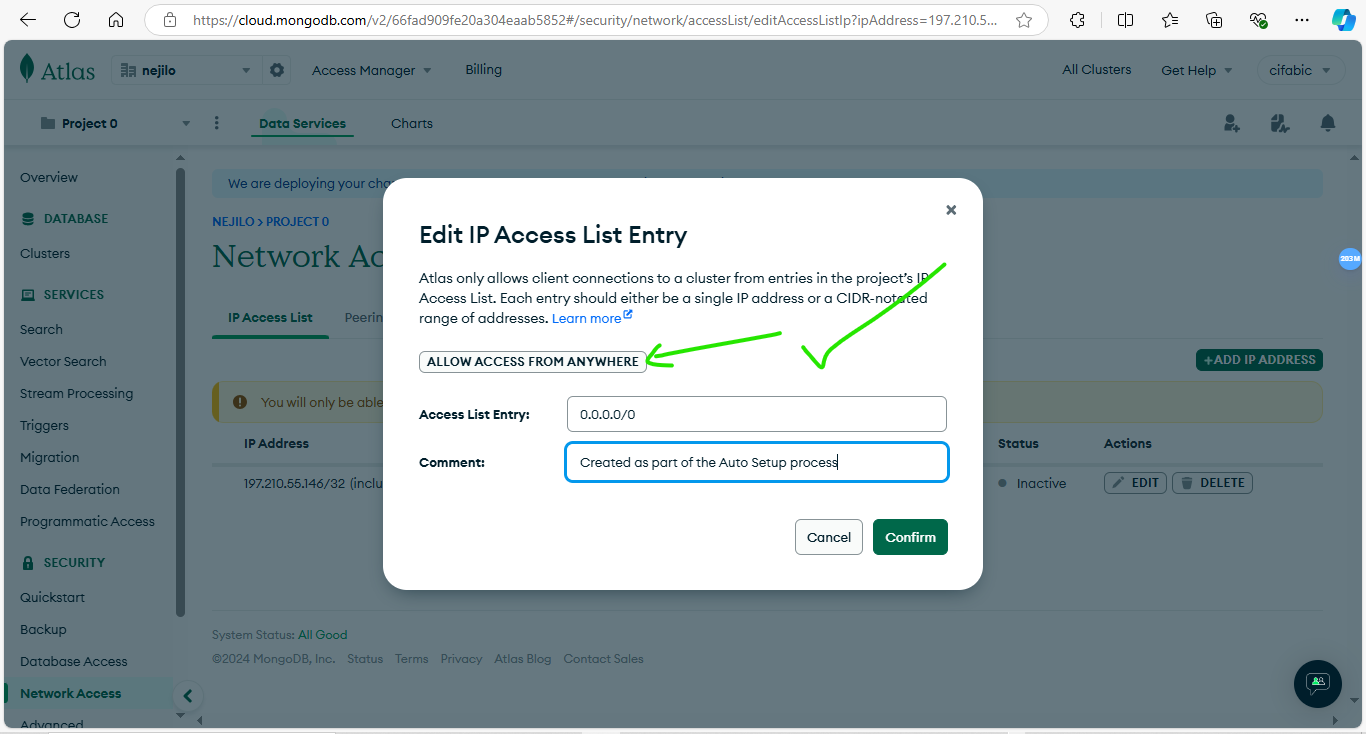 https://cloud.mongodb.com/v2/66fad909fe20a304eaab5852#/security/network/accessList/editAccessListIp?ipAddress=197.210.5...
Atlas
nejilo
Access Manager
Billing
All Clusters
Get Help
cifabic
Project 0
Data Services
Charts
Overview
DATABASE
Clusters
SERVICES
Search
Vector Search
Stream Processing
Triggers
Migration
Data Federation
Programmatic Access
SECURITY
Quickstart
Backup
Database Access
Network Access
Advanced
We are deploying your cha
NEJILO > PROJECT 0
Network Ac
IP Access List
Peerin
+ADD IP ADDRESS
You will only be able
IP Address
Status
Actions
197.210.55.146/32 (inclu
Inactive
EDIT
DELETE
Edit IP Access List Entry
Atlas only allows client connections to a cluster from entries in the project's IP
Access List. Each entry should either be a single IP address or a CIDR-notated
range of addresses. Learn more
ALLOW ACCESS FROM ANYWHERE
Access List Entry:
0.0.0.0/0
Comment:
Created as part of the Auto Setup process
Cancel
Confirm
System Status: All Good
©2024 MongoDB, Inc. Status Terms Privacy Atlas Blog Contact Sales
203 M